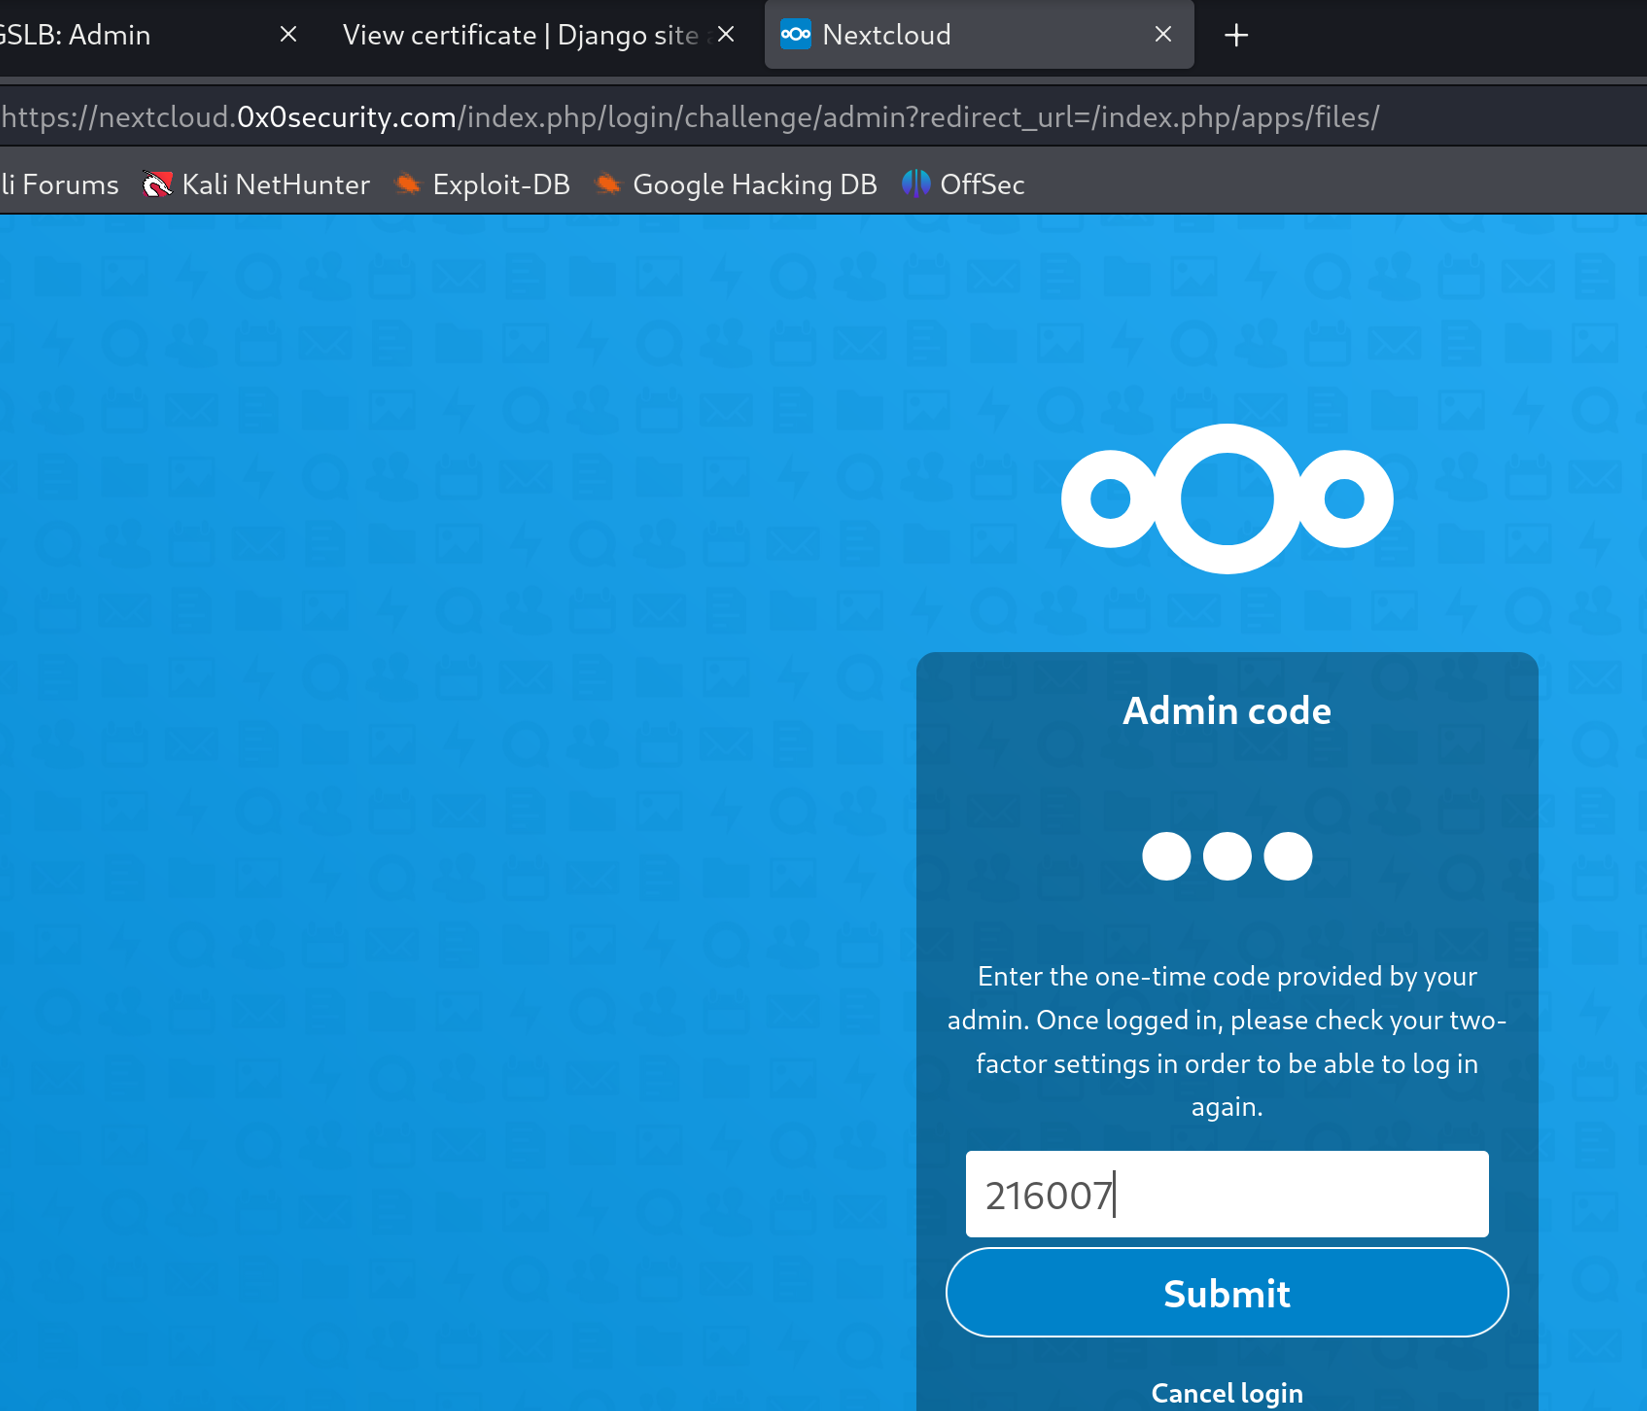 GSLB: Admin
View certificate | Django site
Nextcloud
https://nextcloud.0x0security.com/index.php/login/challenge/admin?redirect_url=/index.php/apps/files/
li Forums
Kali NetHunter
Exploit-DB
Google Hacking DB
OffSec
Admin code
Enter the one-time code provided by your
admin. Once logged in, please check your two-
factor settings in order to be able to log in
again.
216007
Submit
Cancel login